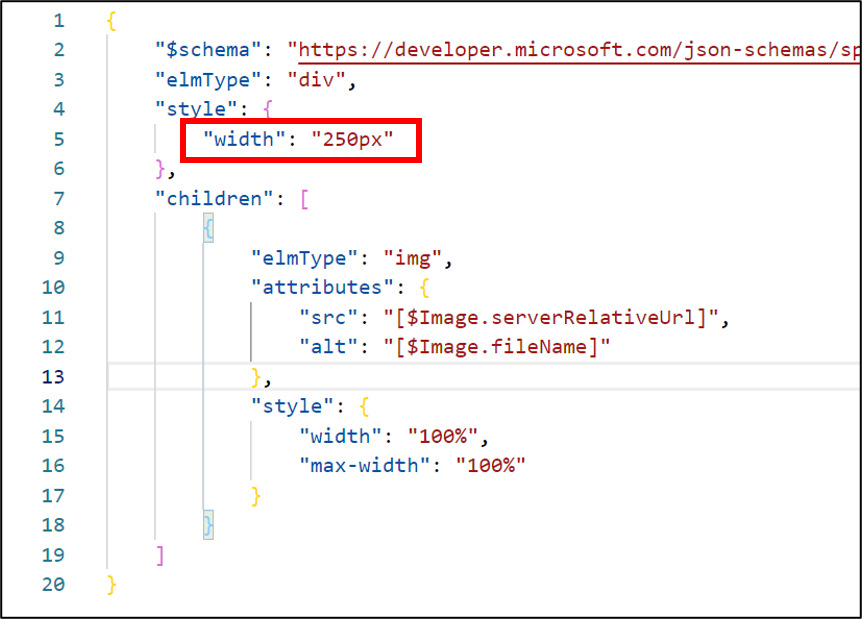 1 {
2 "$schema": "https://developer.microsoft.com/json-schemas/sp
3 "elmType": "div",
4 "style": {
5 "width": "250px"
6 },
7 "children": [
8 {
9 "elmType": "img",
10 "attributes": {
11 "src": "[$Image.serverRelativeUrl]",
12 "alt": "[$Image.fileName]"
13 },
14 "style": {
15 "width": "100%",
16 "max-width": "100%"
17 }
18 }
19 ]
20 }